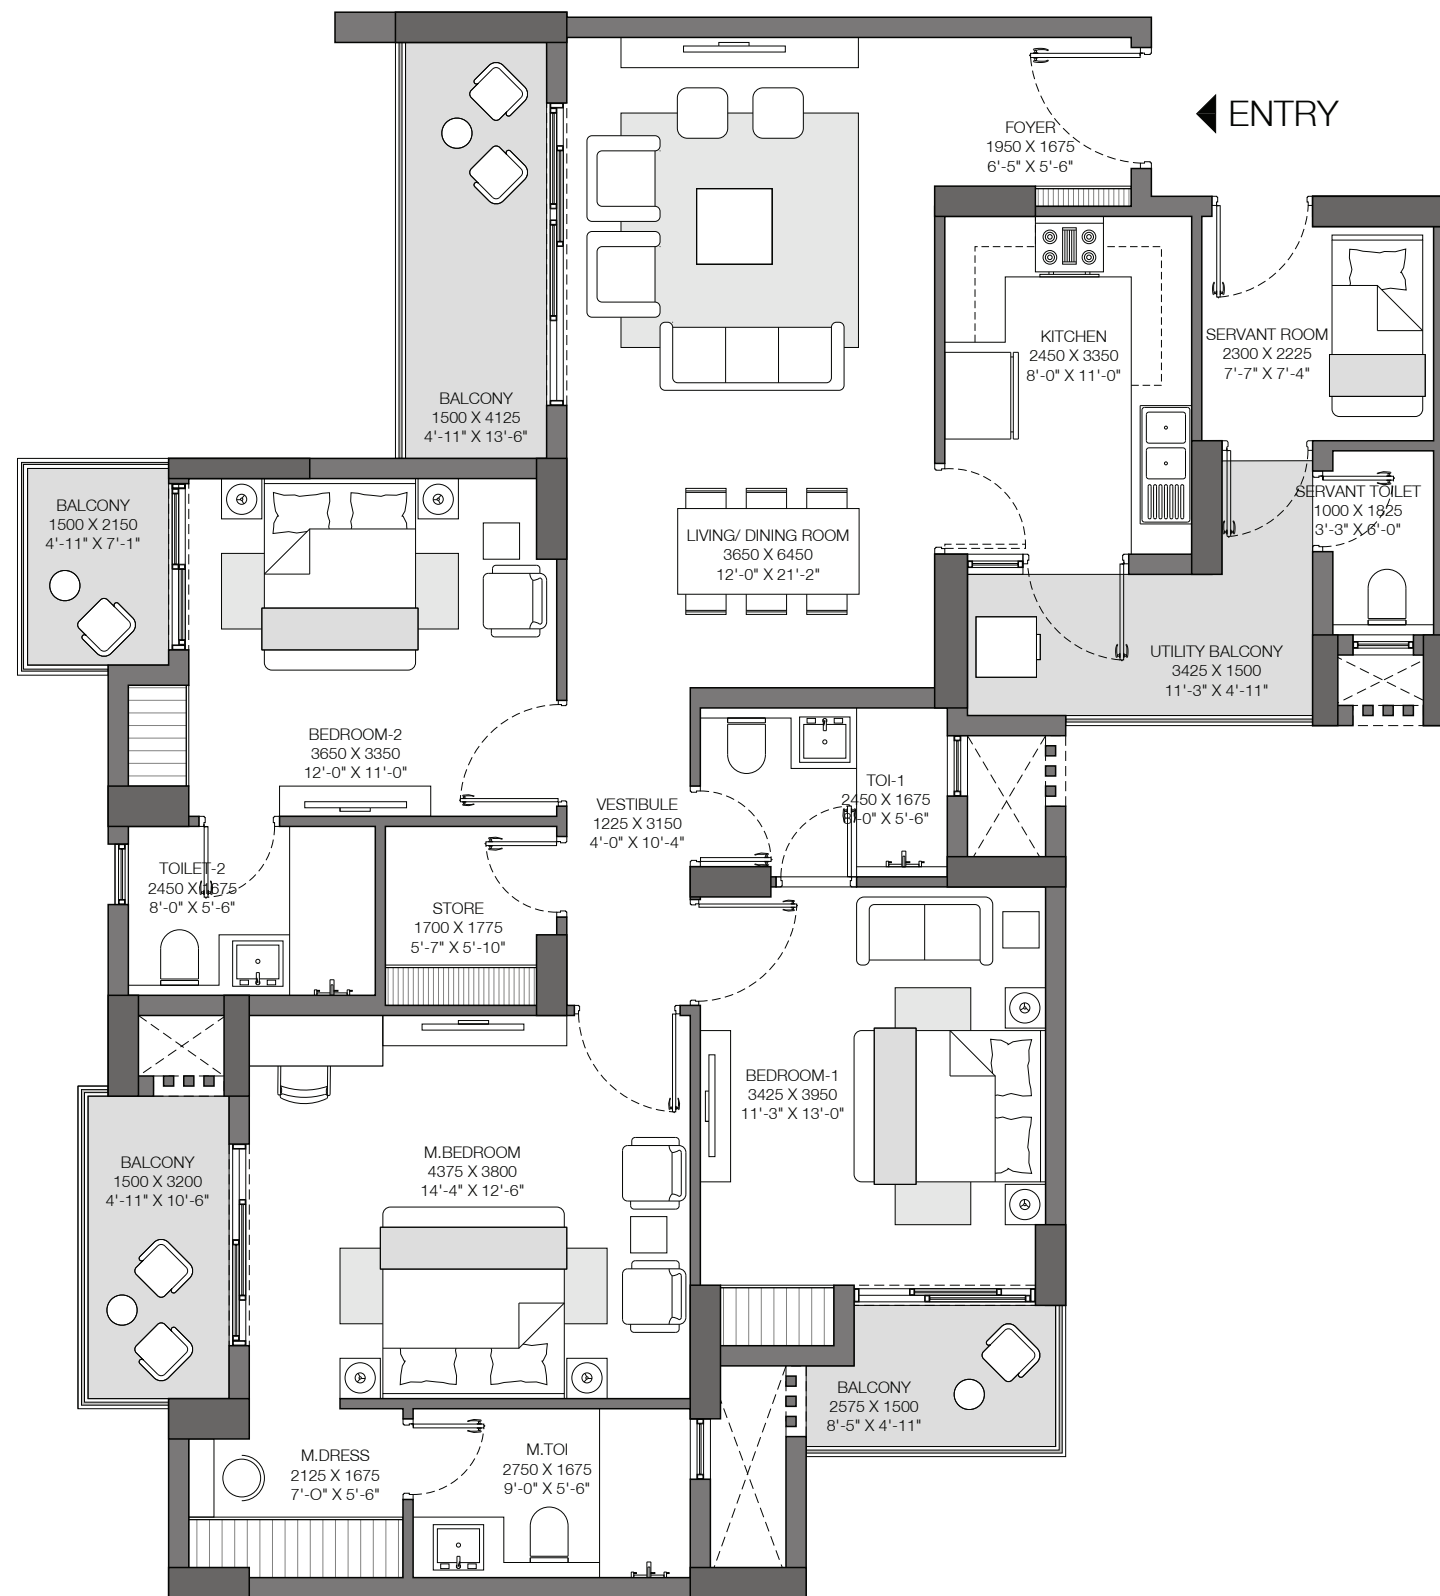 ENTRY
FOYER
1950 X 1675
6'-5" X 5'-6"
KITCHEN
2450 X 3350
8'-0" X 11'-0"
SERVANT ROOM
2300 X 2225
7'-7" X 7'-4"
BALCONY
1500 X 4125
4'-11" X 13'-6"
BALCONY
1500 X 2150
4'-11" X 7'-1"
SERVANT TOILET
1000 X 1825
3'-3" X 6'-0"
LIVING/ DINING ROOM
3650 X 6450
12'-0" X 21'-2"
UTILITY BALCONY
3425 X 1500
11'-3" X 4'-11"
BEDROOM-2
3650 X 3350
12'-0" X 11'-0"
VESTIBULE
1225 X 3150
4'-0" X 10'-4"
TOI-1
2450 X 1675
8'-0" X 5'-6"
TOILET-2
2450 X 1675
8'-0" X 5'-6"
STORE
1700 X 1775
5'-7" X 5'-10"
BEDROOM-1
3425 X 3950
11'-3" X 13'-0"
M.BEDROOM
4375 X 3800
14'-4" X 12'-6"
BALCONY
1500 X 3200
4'-11" X 10'-6"
BALCONY
2575 X 1500
8'-5" X 4'-11"
M.DRESS
2125 X 1675
7'-O" X 5'-6"
M.TOI
2750 X 1675
9'-0" X 5'-6"